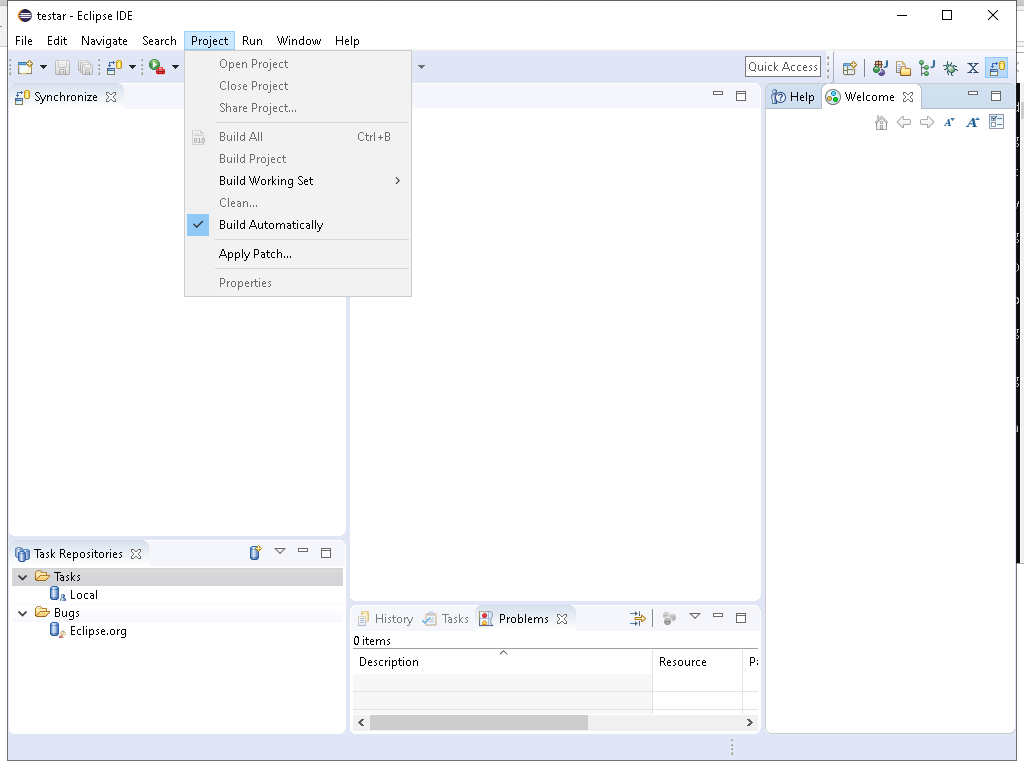 testar - Eclipse IDE
File Edit Navigate Search Project Run Window Help
Open Project
Close Project
Share Project...
Build All Ctrl+B
Build Project
Build Working Set
Clean...
Build Automatically
Apply Patch...
Properties
Quick Access
Synchronize
Help
Welcome
Task Repositories
Tasks
Local
Bugs
Eclipse.org
History
Tasks
Problems
0 items
Description Resource